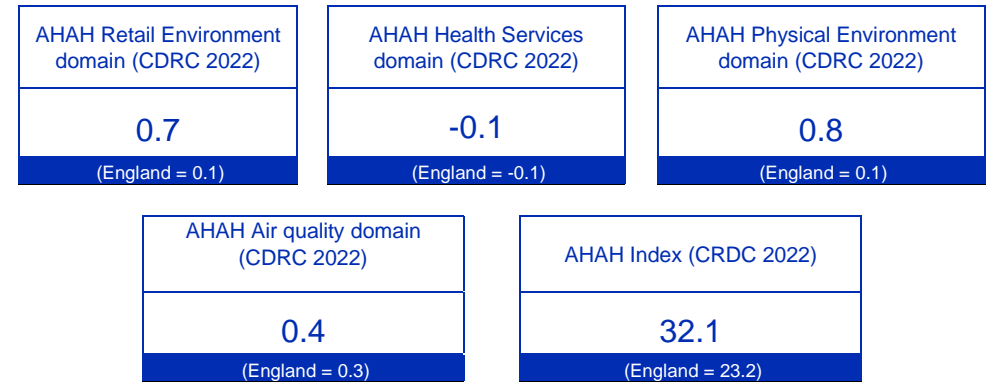 AHAH Retail Environment
domain (CDRC 2022)
0.7
(England = 0.1)
AHAH Health Services
domain (CDRC 2022)
-0.1
(England = -0.1)
AHAH Physical Environment
domain (CDRC 2022)
0.8
(England = 0.1)
AHAH Air quality domain
(CDRC 2022)
0.4
(England = 0.3)
AHAH Index (CRDC 2022)
32.1
(England = 23.2)